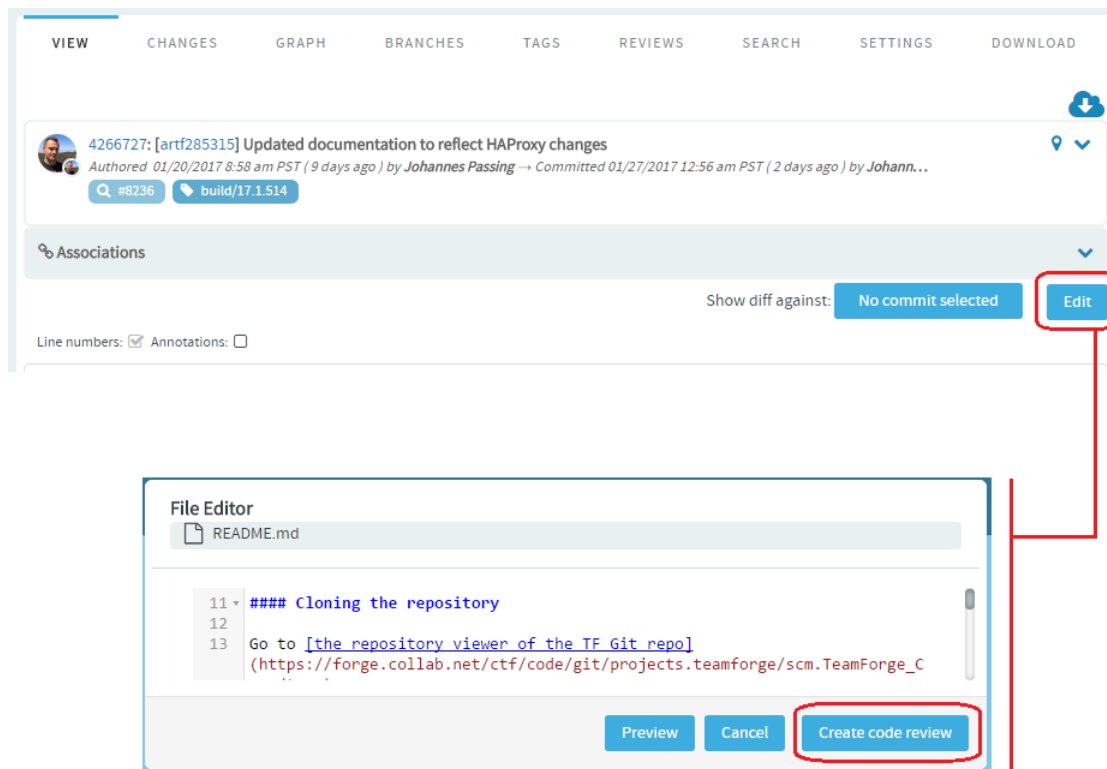 VIEW CHANGES GRAPH BRANCHES TAGS REVIEWS SEARCH SETTINGS DOWNLOAD
4266727: [artf285315] Updated documentation to reflect HAProxy changes
Authored 01/20/2017 8:58 am PST ( 9 days ago ) by Johannes Passing → Committed 01/27/2017 12:56 am PST ( 2 days ago ) by Johann...
#8236 build/17.1.514
Associations
Show diff against: No commit selected Edit
Line numbers: Annotations:
File Editor
README.md
11 #### Cloning the repository
12
13 Go to [the repository viewer of the TF Git repo]
(https://forge.collab.net/ctf/code/git/projects.teamforge/scm.TeamForge_C
Preview Cancel Create code review